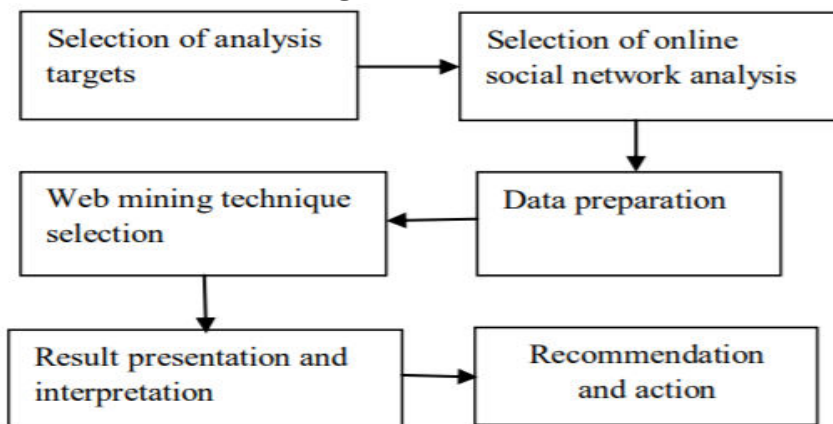 Selection of analysis
targets
Selection of online
social network analysis
Web mining technique
selection
Data preparation
Result presentation and
interpretation
Recommendation
and action